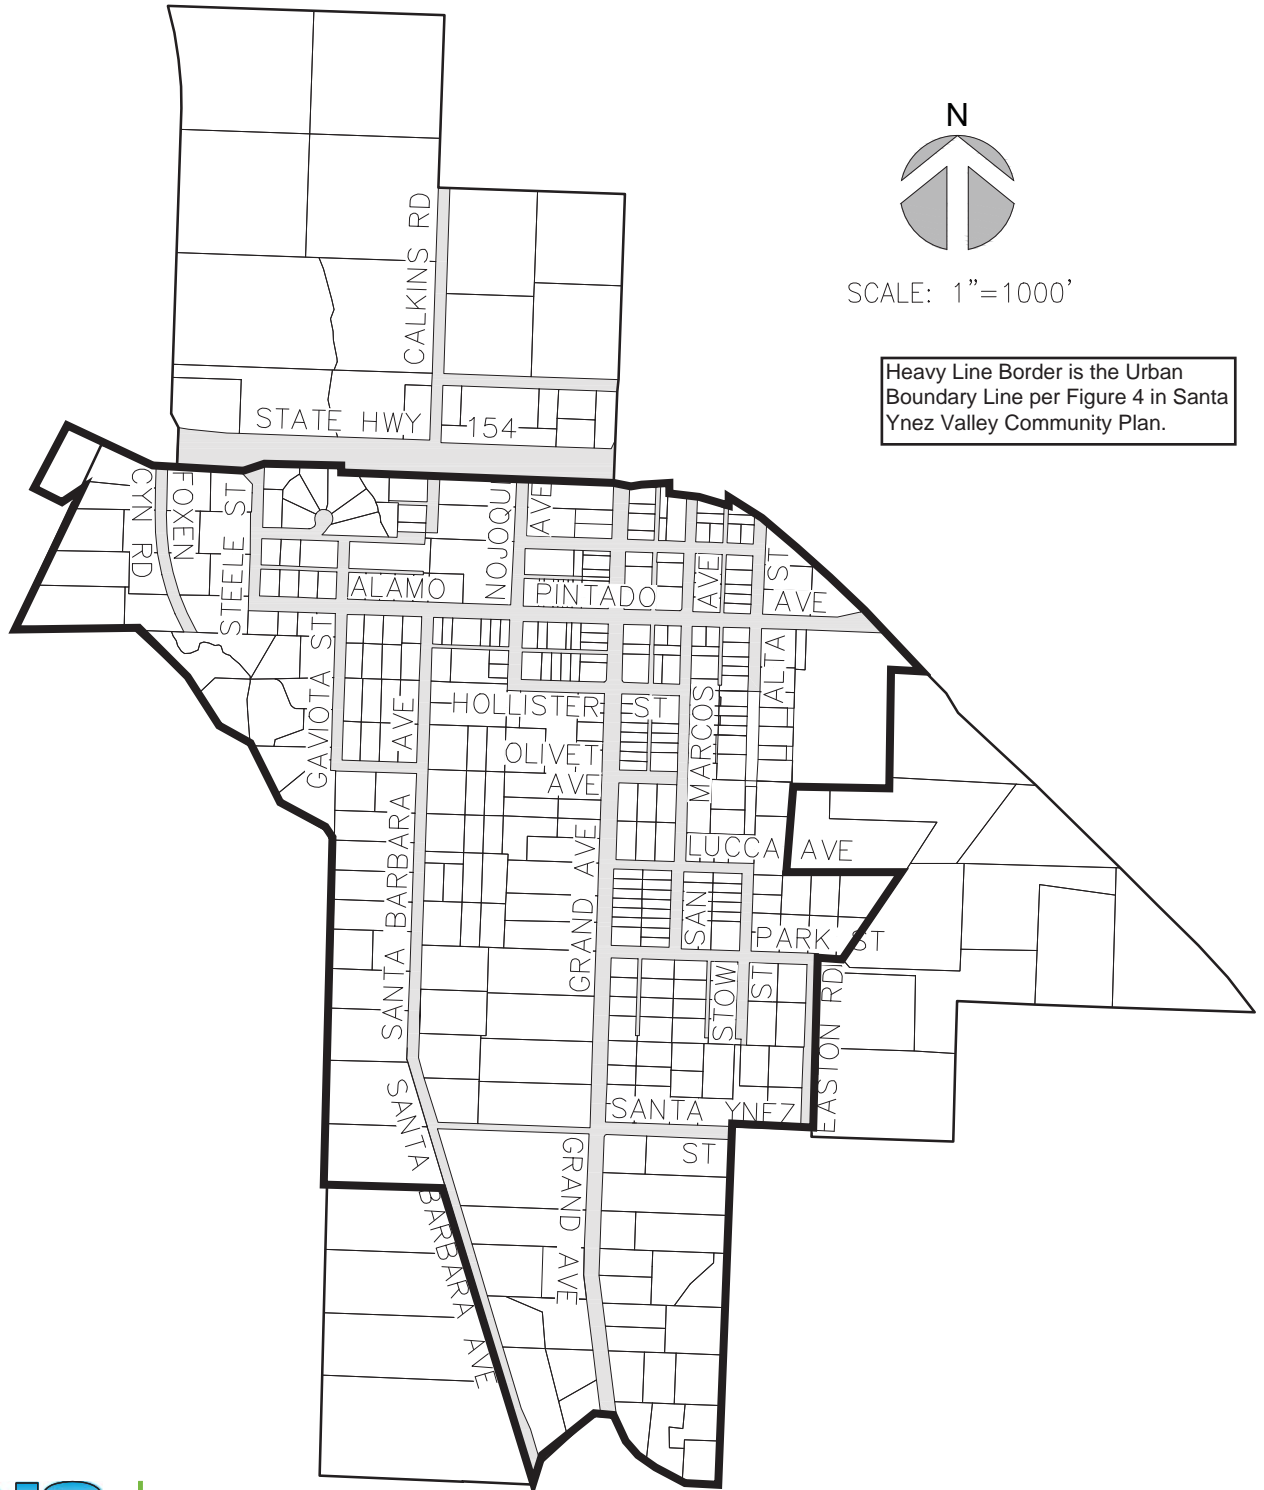 N
SCALE: 1"=1000'
Heavy Line Border is the Urban
Boundary Line per Figure 4 in Santa
Ynez Valley Community Plan.
CALKINS RD
STATE HWY 154
FOXEN
CYN RD
STEELE ST
NOJOQUI
AVE
ALAMO PINTADO AVE
AVE
ALTA
ST
GAVIOTA ST
AVE
HOLLISTER ST
OLIVET
AVE
MARCOS
SAN
SANTA BARBARA
LUCCA AVE
GRAND AVE
PARK ST
STOW
ST
SANTA BARBARA
EASTON RD
SANTA YNEZ
ST
SANTA BARBARA AVE
GRAND AVE